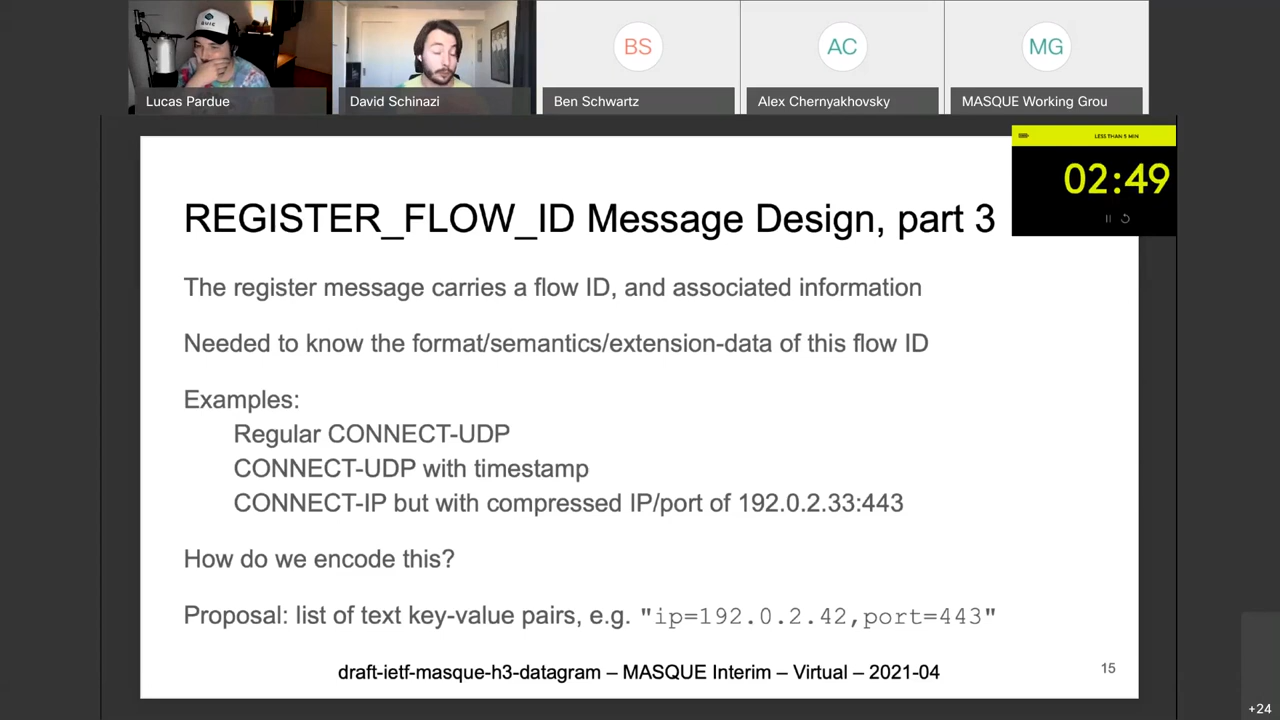 QUIC
BS
AC
MG
Lucas Pardue
David Schinazi
Ben Schwartz
Alex Chernyakhovsky
MASQUE Working Grou
LESS THAN 5 MIN
02:49
REGISTER_FLOW_ID Message Design, part 3
The register message carries a flow ID, and associated information
Needed to know the format/semantics/extension-data of this flow ID
Examples:
Regular CONNECT-UDP
CONNECT-UDP with timestamp
CONNECT-IP but with compressed IP/port of 192.0.2.33:443
How do we encode this?
Proposal: list of text key-value pairs, e.g. "ip=192.0.2.42,port=443"
draft-ietf-masque-h3-datagram – MASQUE Interim – Virtual – 2021-04
15
+24